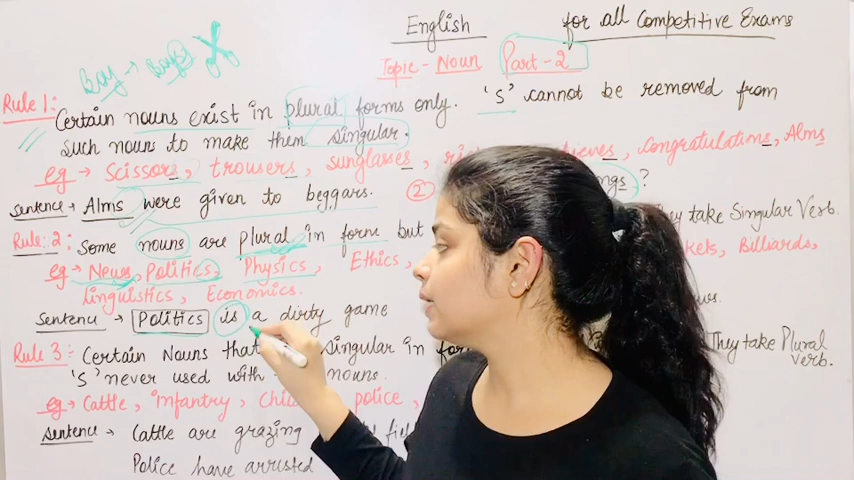 English for all Competitive Exams
Topic - Noun Part-2
Boy → Boys
Rule 1: Certain nouns exist in plural forms only. 's' cannot be removed from
such nouns to make them singular.
eg → Scissors, trousers, sunglasses, congratulations, Alms
Sentence → Alms were given to beggars. ② ngs ?
Rule: 2: Some nouns are plural in form but They take Singular Verb.
eg → News, Politics, Physics, Ethics, kets, Billiards,
linguistics, Economics.
Sentence → Politics is a dirty game
Rule 3: Certain Nouns that Singular in They take Plural
Verb.
's' never used with nouns.
eg → Cattle, infantry, police,
Sentence → Cattle are grazing
Police have arrested